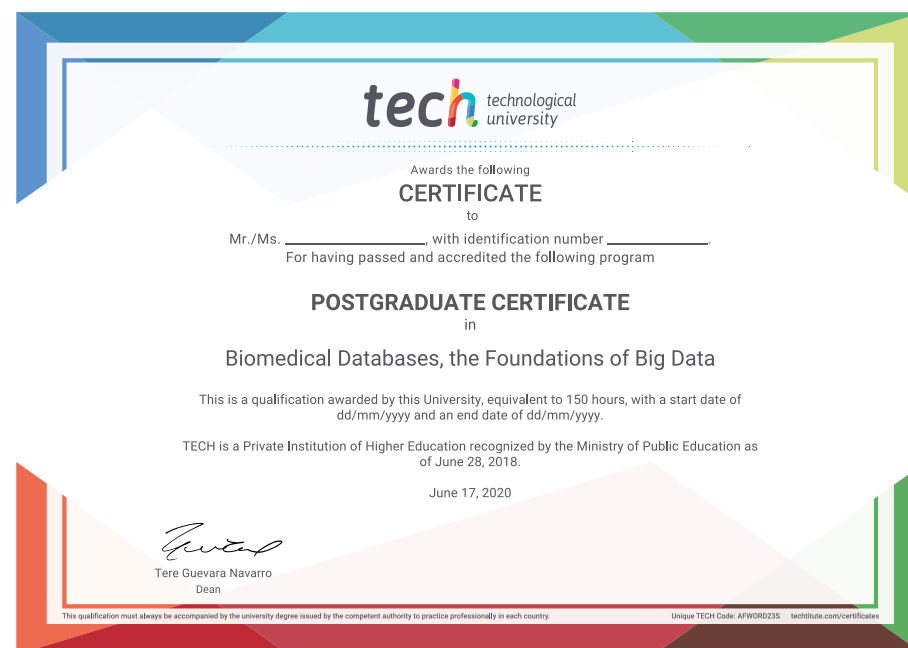 tech technological
university
Awards the following
CERTIFICATE
to
Mr./Ms. ____________, with identification number ____________.
For having passed and accredited the following program
POSTGRADUATE CERTIFICATE
in
Biomedical Databases, the Foundations of Big Data
This is a qualification awarded by this University, equivalent to 150 hours, with a start date of
dd/mm/yyyy and an end date of dd/mm/yyyy.
TECH is a Private Institution of Higher Education recognized by the Ministry of Public Education as
of June 28, 2018.
June 17, 2020
Tere Guevara Navarro
Dean
This qualification must always be accompanied by the university degree issued by the competent authority to practice professionally in each country.
Unique TECH Code: AFWORD23S techtitute.com/certificates